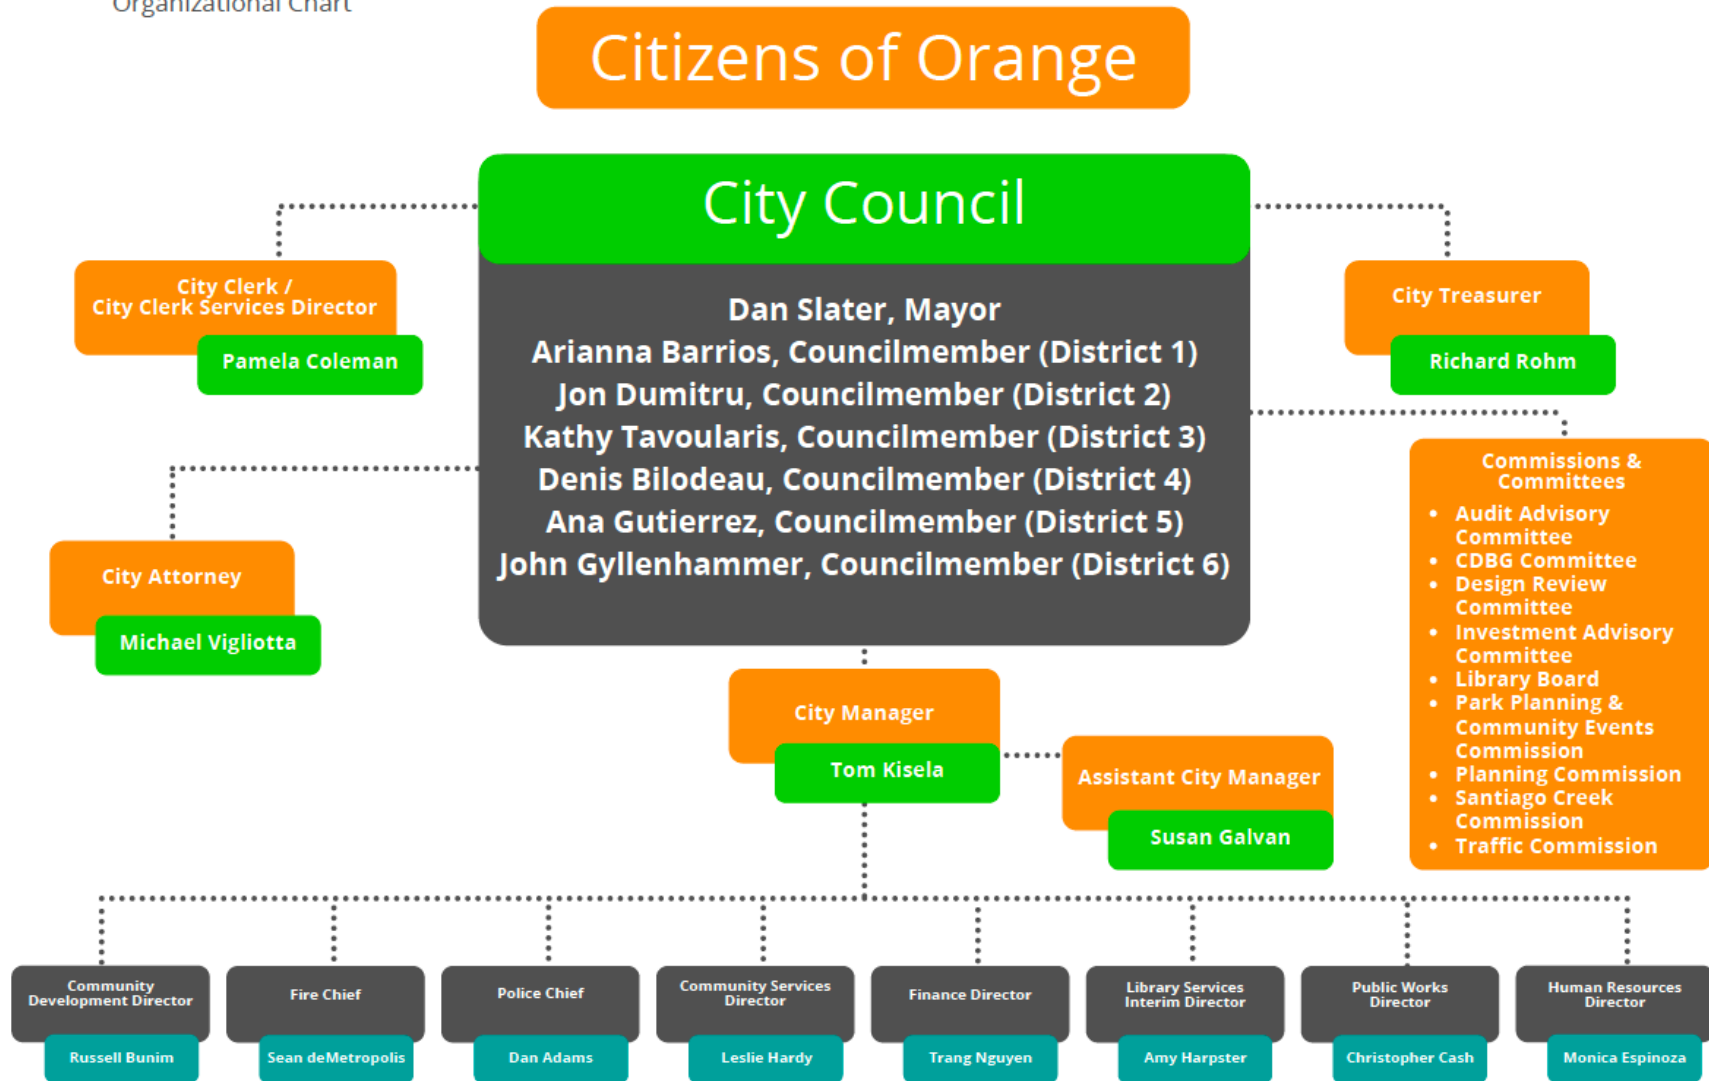 Organizational Chart
Citizens of Orange
City Council
Dan Slater, Mayor
Arianna Barrios, Councilmember (District 1)
Jon Dumitru, Councilmember (District 2)
Kathy Tavoularis, Councilmember (District 3)
Denis Bilodeau, Councilmember (District 4)
Ana Gutierrez, Councilmember (District 5)
John Gyllenhammer, Councilmember (District 6)
City Clerk /
City Clerk Services Director
Pamela Coleman
City Treasurer
Richard Rohm
City Attorney
Michael Vigliotta
Commissions &
Committees
• Audit Advisory
Committee
• CDBG Committee
• Design Review
Committee
• Investment Advisory
Committee
• Library Board
• Park Planning &
Community Events
Commission
• Planning Commission
• Santiago Creek
Commission
• Traffic Commission
City Manager
Tom Kisela
Assistant City Manager
Susan Galvan
Community
Development Director
Russell Bunim
Fire Chief
Sean deMetropolis
Police Chief
Dan Adams
Community Services
Director
Leslie Hardy
Finance Director
Trang Nguyen
Library Services
Interim Director
Amy Harpster
Public Works
Director
Christopher Cash
Human Resources
Director
Monica Espinoza